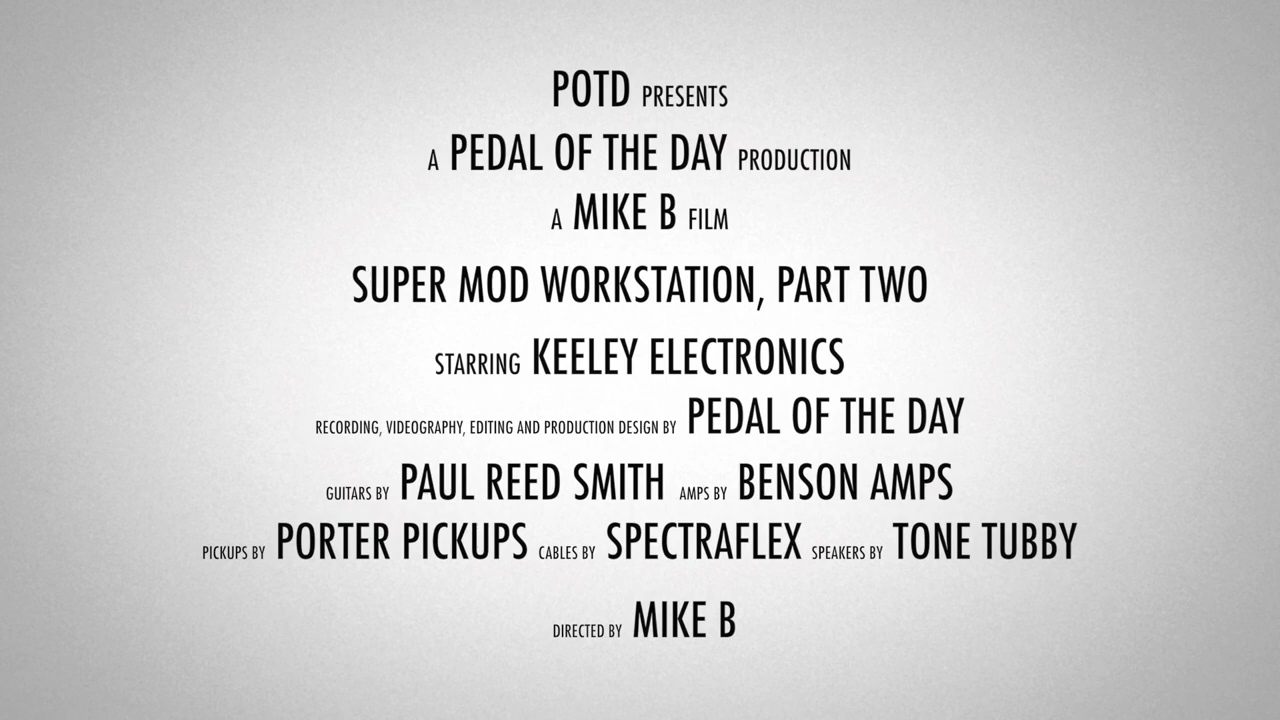 POTD PRESENTS
A PEDAL OF THE DAY PRODUCTION
A MIKE B FILM
SUPER MOD WORKSTATION, PART TWO
STARRING KEELEY ELECTRONICS
RECORDING, VIDEOGRAPHY, EDITING AND PRODUCTION DESIGN BY PEDAL OF THE DAY
GUITARS BY PAUL REED SMITH AMPS BY BENSON AMPS
PICKUPS BY PORTER PICKUPS CABLES BY SPECTRAFLEX SPEAKERS BY TONE TUBBY
DIRECTED BY MIKE B